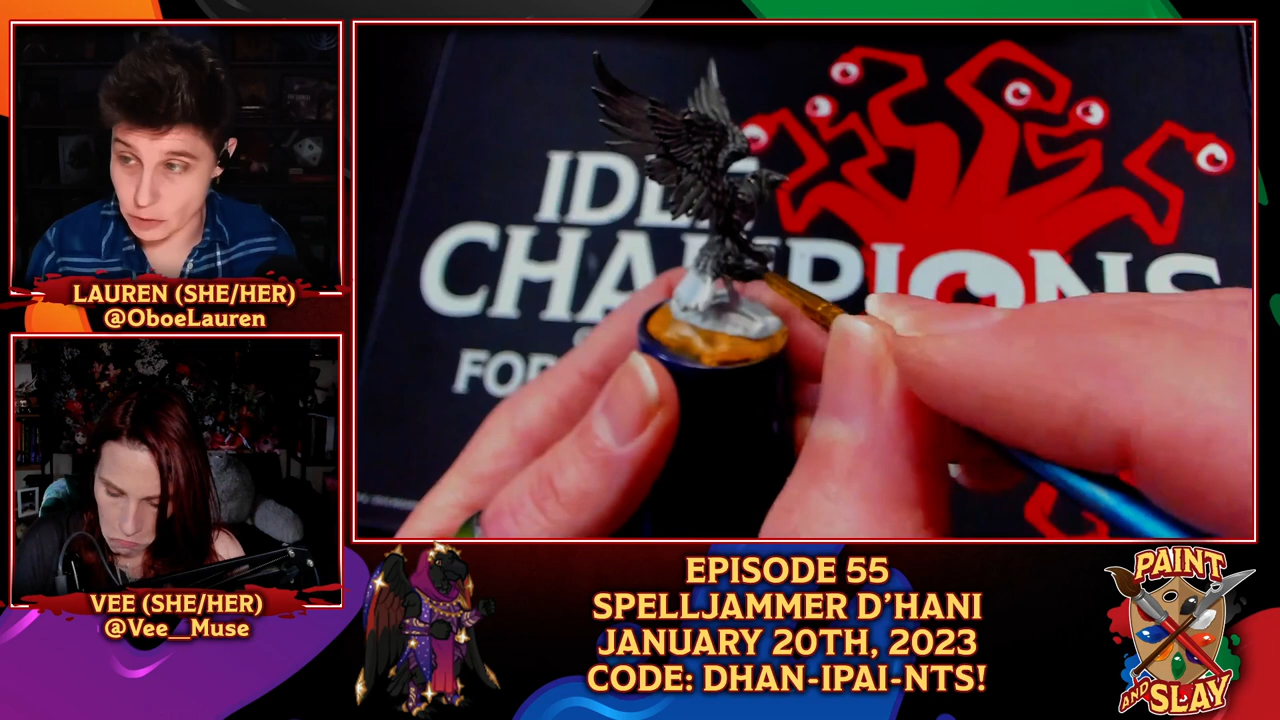 LAUREN (SHE/HER)
@OboeLauren
VEE (SHE/HER)
@Vee__Muse
IDLE
CHAMPIONS
FOR
EPISODE 55
SPELLJAMMER D'HANI
JANUARY 20TH, 2023
CODE: DHAN-IPAI-NTS!
PAINT
AND SLAY